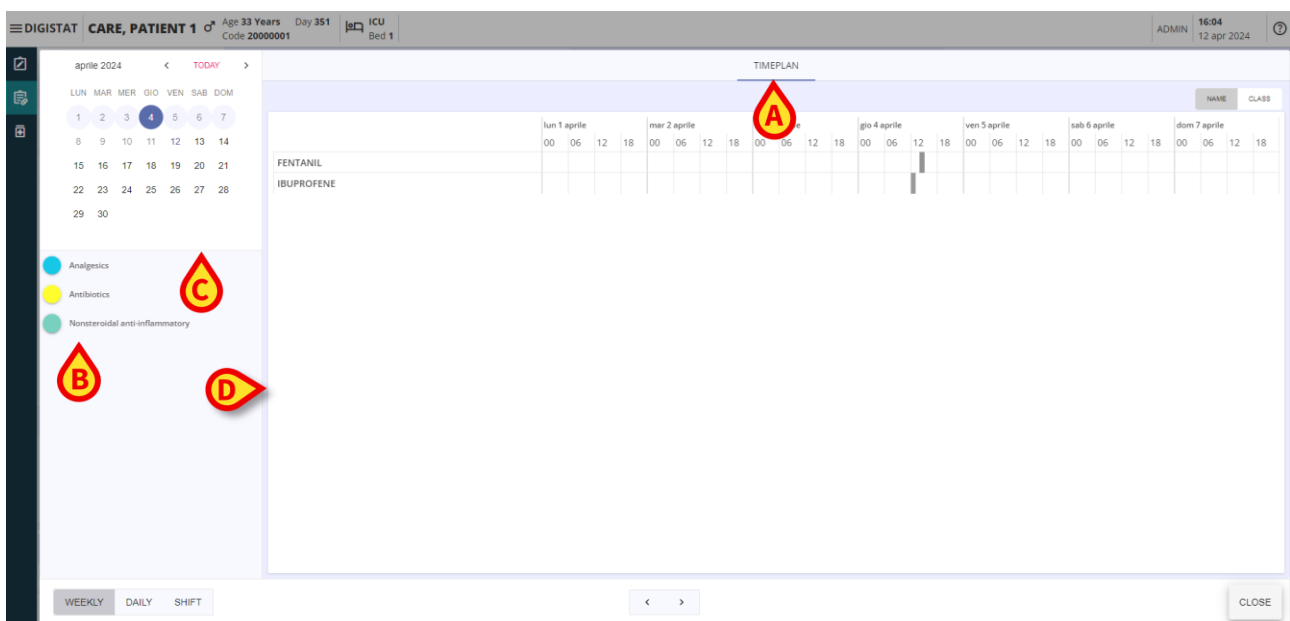 DIGISTAT CARE, PATIENT 1 Age 33 Years Day 351 ICU ADMIN 16:04
Code 20000001 Bed 1 12 apr 2024
aprile 2024 < TODAY > TIMEPLAN
LUN MAR MER GIO VEN SAB DOM
NAME CLASS
1 2 3 4 5 6 7
8 9 10 11 12 13 14
15 16 17 18 19 20 21
22 23 24 25 26 27 28
29 30
A
lun 1 aprile mar 2 aprile e gio 4 aprile ven 5 aprile sab 6 aprile dom 7 aprile
00 06 12 18 00 06 12 18 00 06 12 18 00 06 12 18 00 06 12 18 00 06 12 18 00 06 12 18
FENTANIL
IBUPROFENE
Analgesics
Antibiotics
Nonsteroidal anti-inflammatory
C
B
D
WEEKLY DAILY SHIFT < > CLOSE